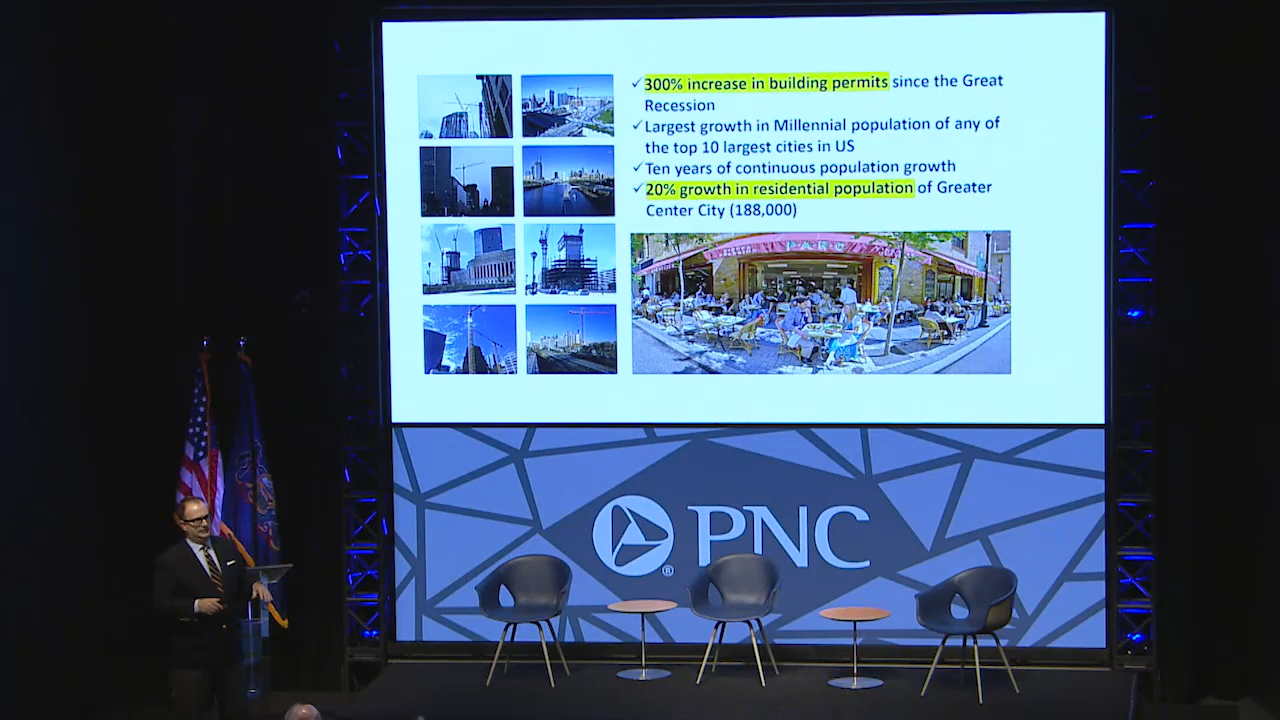 ✓300% increase in building permits since the Great
Recession
✓Largest growth in Millennial population of any of
the top 10 largest cities in US
✓Ten years of continuous population growth
✓20% growth in residential population of Greater
Center City (188,000)
PARC
PNC
®